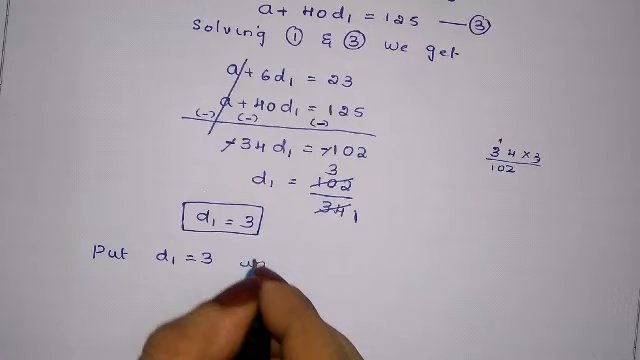 a + 40d₁ = 125 — ③
Solving ① & ③ we get
a + 6d₁ = 23
a + 40d₁ = 125
(-) (-) (-)
-34d₁ = -102
3
d₁ = 102
34 1
d₁ = 3
1
34 × 3
102
Put d₁ = 3